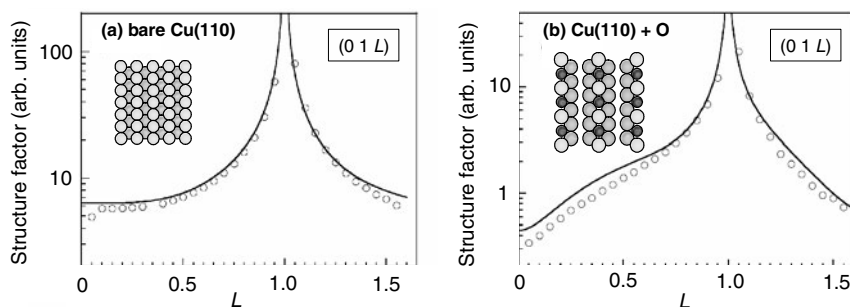 Structure factor (arb. units)
100
10
(a) bare Cu(110)
(0 1 L)
0 0.5 1.0 1.5
L
Structure factor (arb. units)
10
1
(b) Cu(110) + O
(0 1 L)
0 0.5 1.0 1.5
L